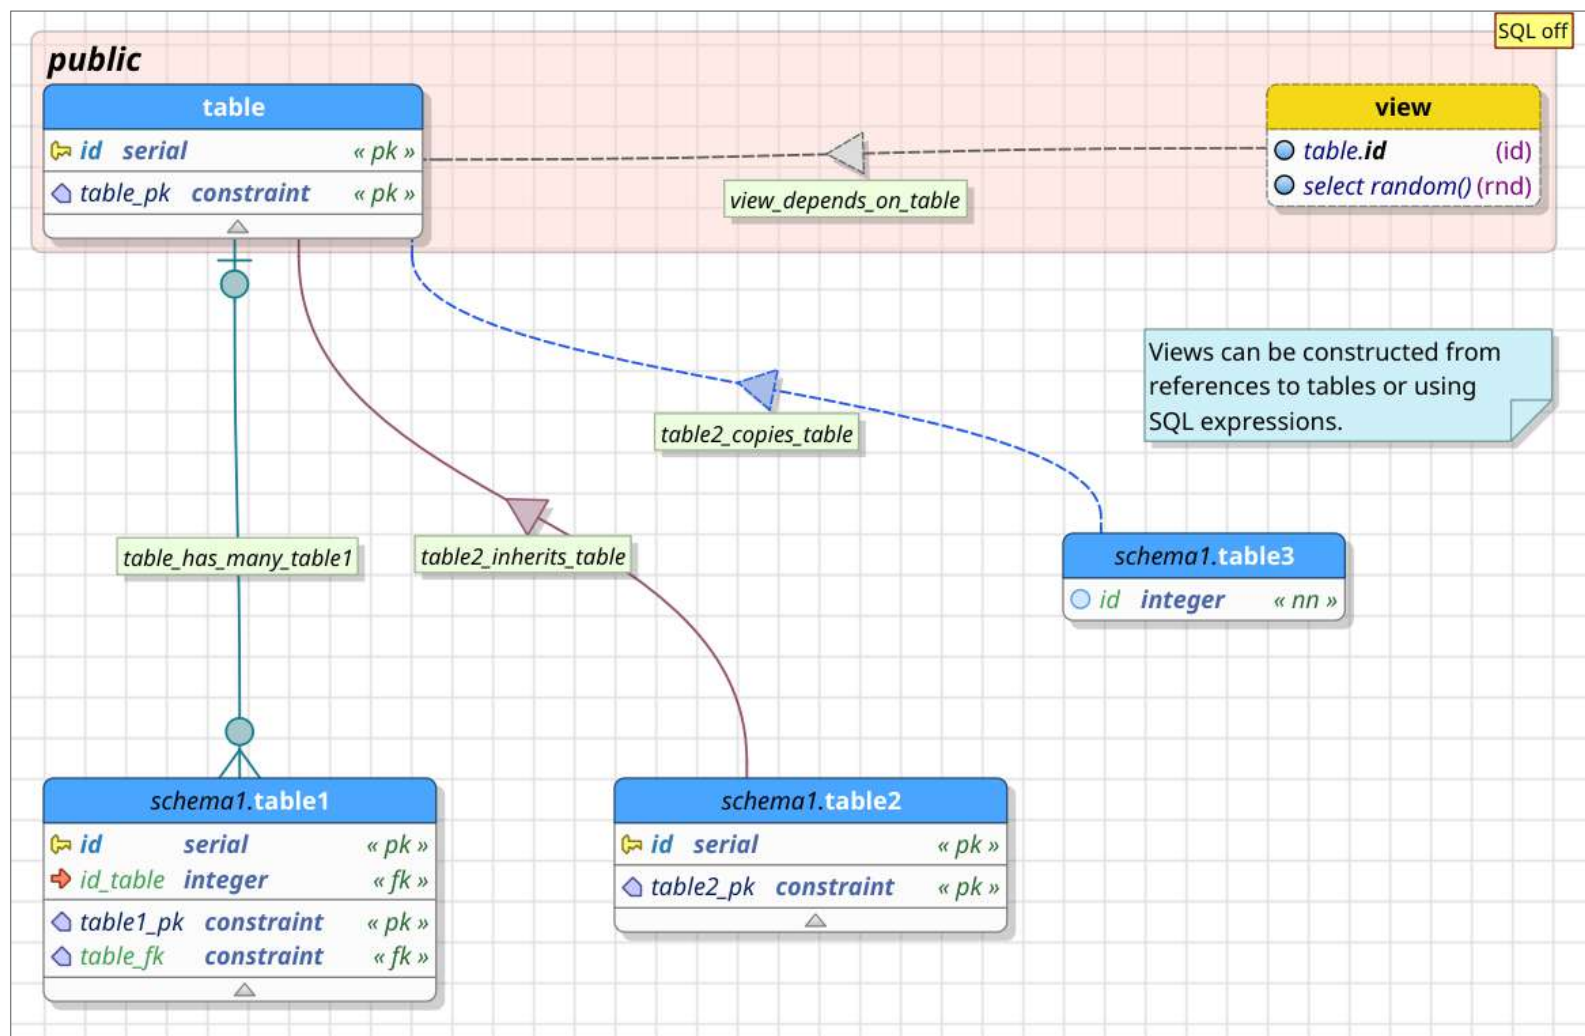 SQL off
public
table
id serial « pk »
table_pk constraint « pk »
view
table.id (id)
select random() (rnd)
view_depends_on_table
Views can be constructed from
references to tables or using
SQL expressions.
table2_copies_table
table_has_many_table1
table2_inherits_table
schema1.table3
id integer « nn »
schema1.table1
id serial « pk »
id_table integer « fk »
table1_pk constraint « pk »
table_fk constraint « fk »
schema1.table2
id serial « pk »
table2_pk constraint « pk »